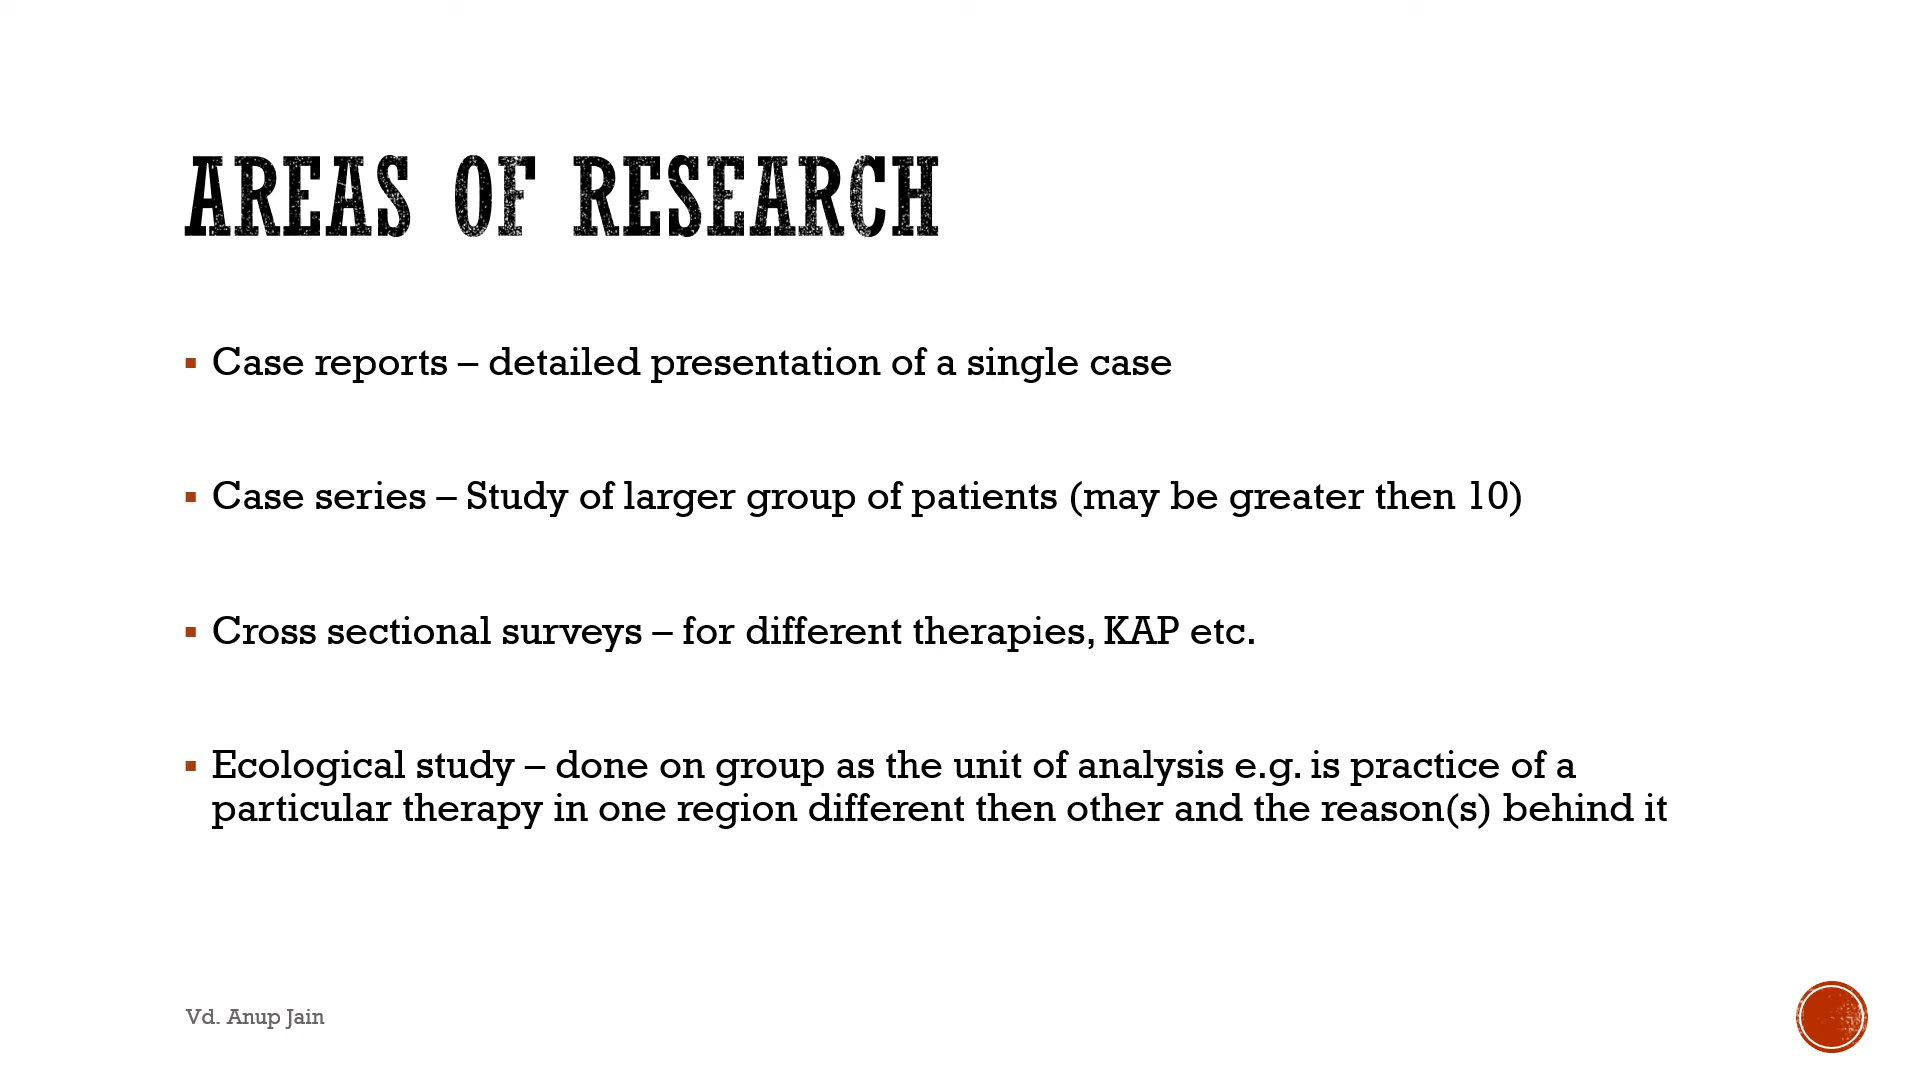 AREAS OF RESEARCH
▪ Case reports – detailed presentation of a single case
▪ Case series – Study of larger group of patients (may be greater then 10)
▪ Cross sectional surveys – for different therapies, KAP etc.
▪ Ecological study – done on group as the unit of analysis e.g. is practice of a
particular therapy in one region different then other and the reason(s) behind it
Vd. Anup Jain